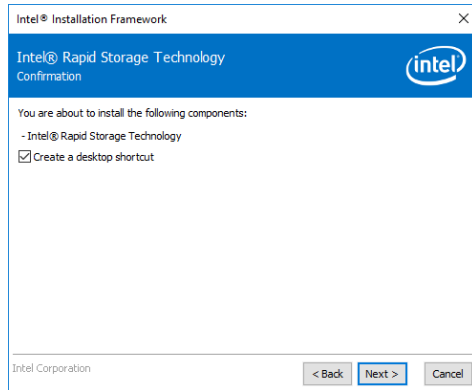 Intel® Installation Framework
Intel® Rapid Storage Technology
Confirmation
intel
You are about to install the following components:
- Intel® Rapid Storage Technology
Create a desktop shortcut
Intel Corporation
< Back Next > Cancel